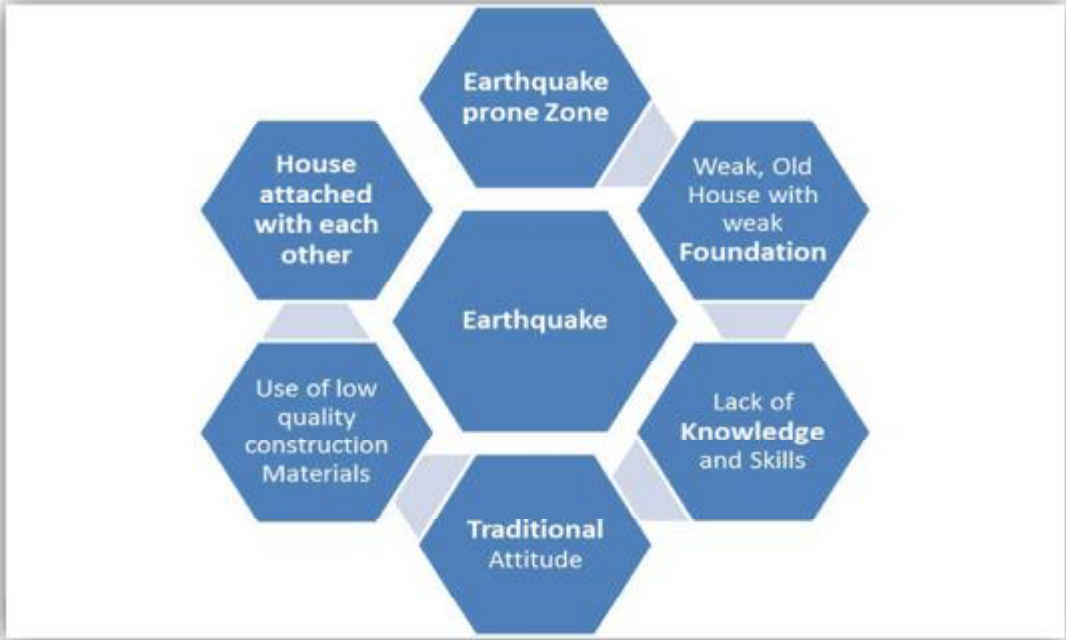 Earthquake
prone Zone
Weak, Old
House with
weak
Foundation
Lack of
Knowledge
and Skills
Traditional
Attitude
Use of low
quality
construction
Materials
House
attached
with each
other
Earthquake